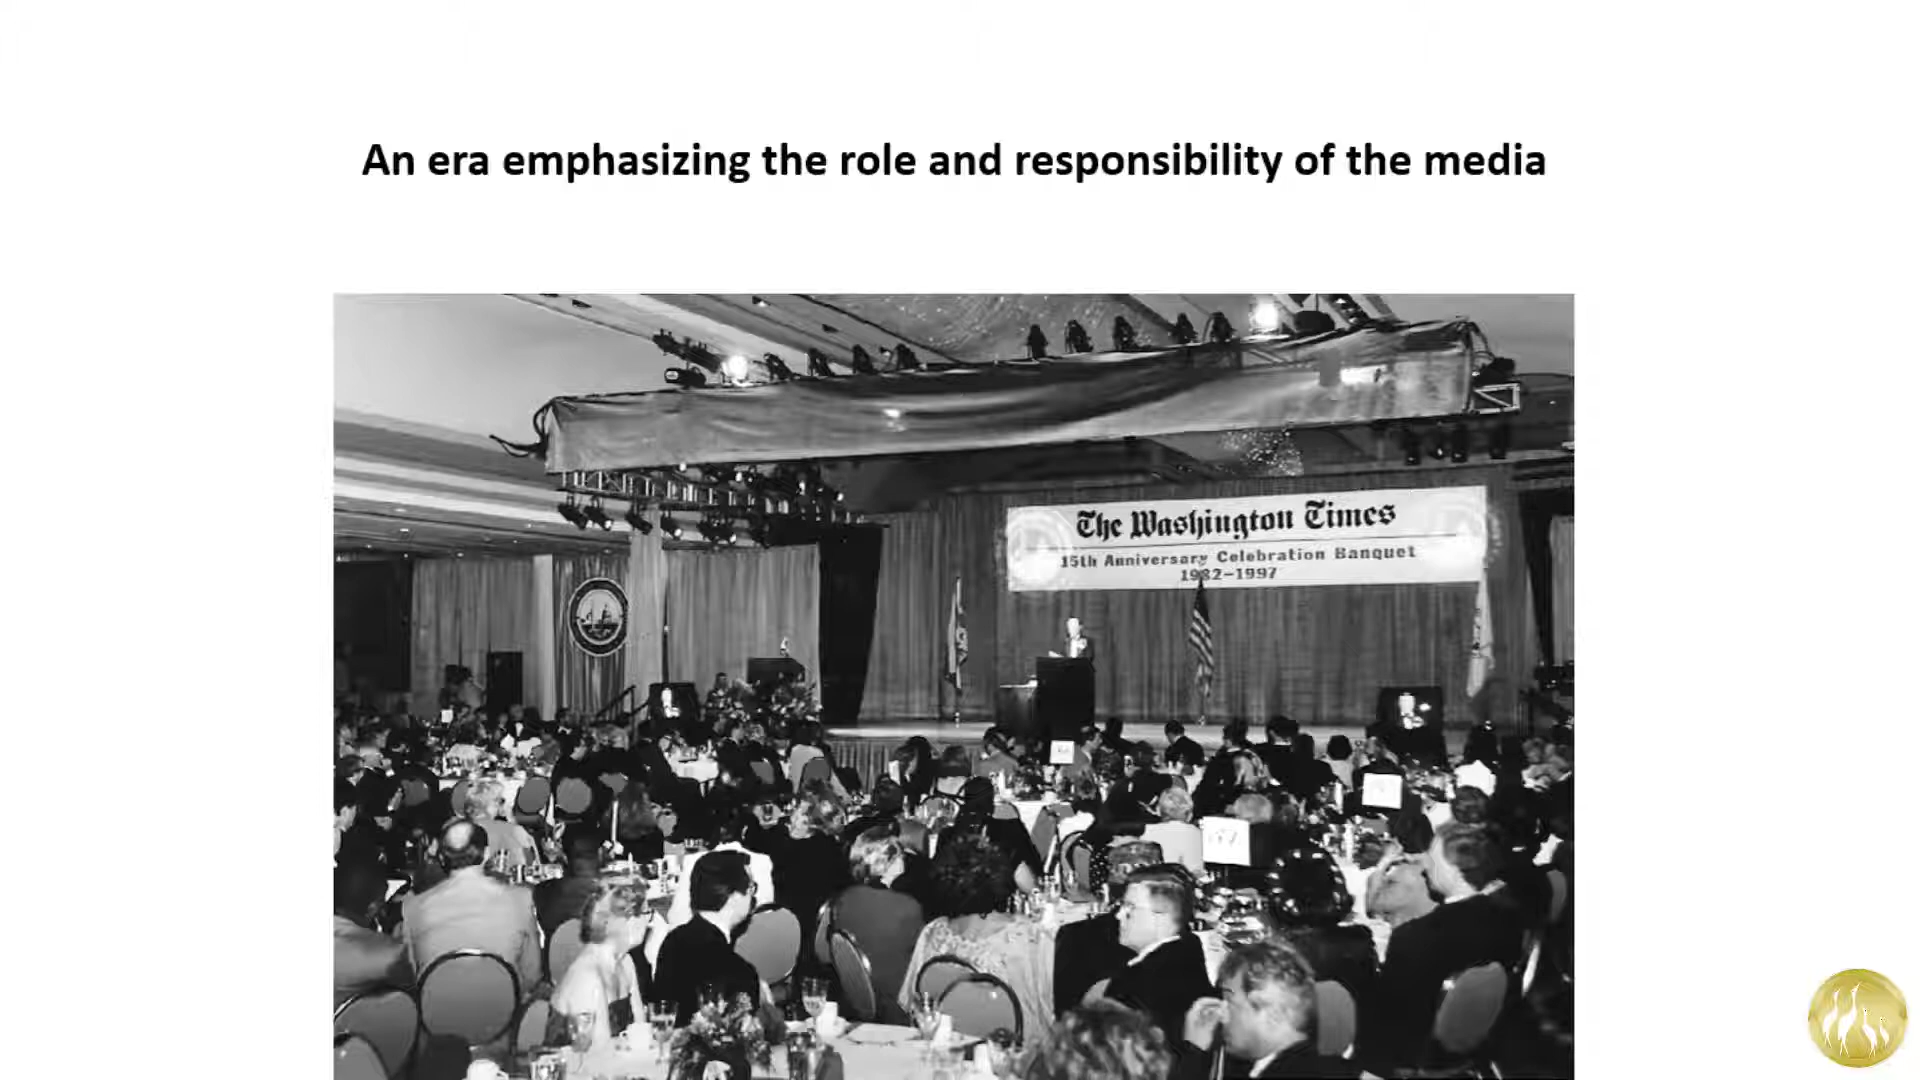 An era emphasizing the role and responsibility of the media
The Washington Times
15th Anniversary Celebration Banquet
1982-1997